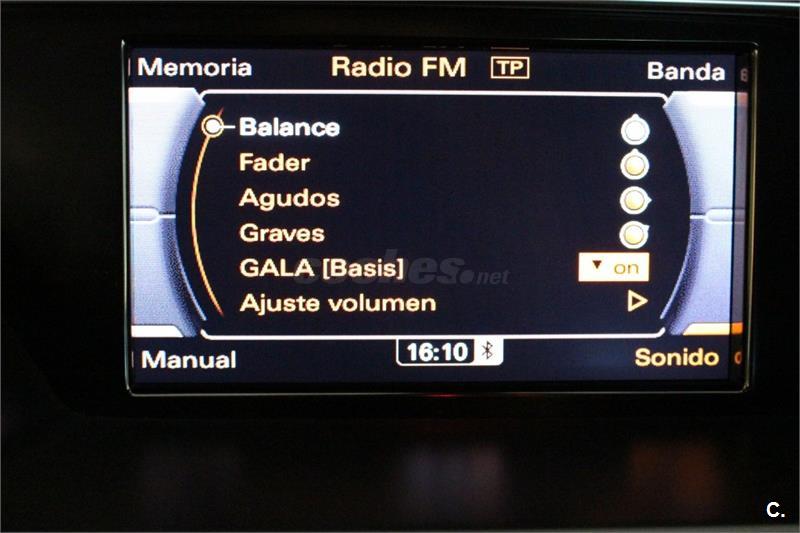 Memoria
Radio FM TP
Banda
Balance
Fader
Agudos
Graves
GALA [Basis]
on
coches.net
Ajuste volumen
Manual
16:10
Sonido
C.